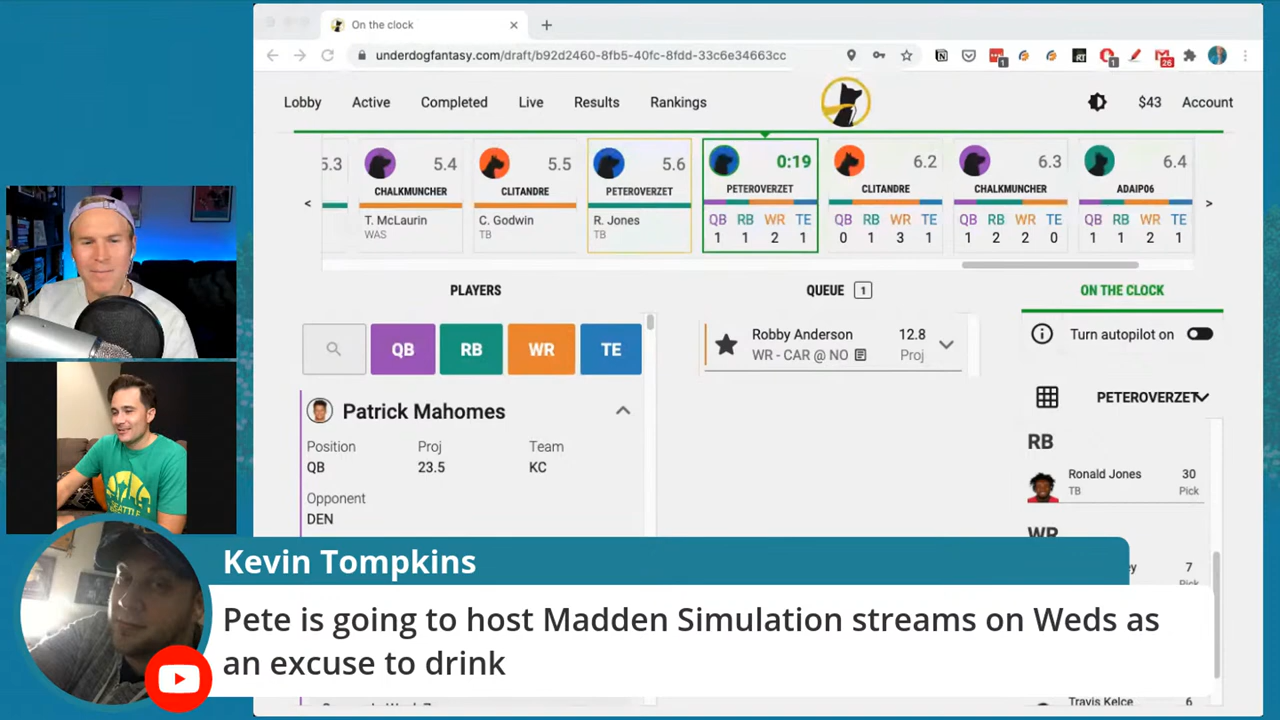 On the clock
underdogfantasy.com/draft/b92d2460-8fb5-40fc-8fdd-33c6e34663cc
1
1
26
Lobby Active Completed Live Results Rankings $43 Account
5.3 5.4 5.5 5.6 0:19 6.2 6.3 6.4
CHALKMUNCHER CLITANDRE PETEROVERZET PETEROVERZET CLITANDRE CHALKMUNCHER ADAIP06
< T. McLaurin C. Godwin R. Jones QB RB WR TE QB RB WR TE QB RB WR TE QB RB WR TE >
WAS TB TB 1 1 2 1 0 1 3 1 1 2 2 0 1 1 2 1
PLAYERS QUEUE 1 ON THE CLOCK
QB RB WR TE
Robby Anderson 12.8
WR - CAR @ NO Proj
Turn autopilot on
Patrick Mahomes
PETEROVERZET
Position Proj Team
QB 23.5 KC
Opponent
DEN
RB
Ronald Jones 30
TB Pick
WR
7
Pick
SEATTLE
Kevin Tompkins
Pete is going to host Madden Simulation streams on Weds as
an excuse to drink
Travis Kelce 6